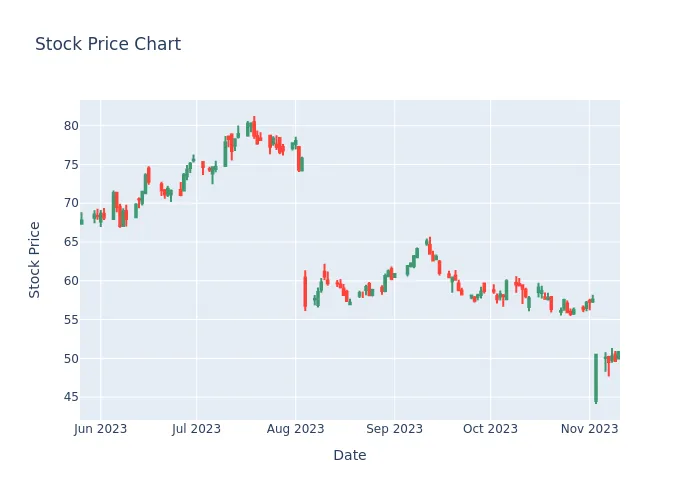 Stock Price Chart
Stock Price
80
75
70
65
60
55
50
45
Jun 2023
Jul 2023
Aug 2023
Sep 2023
Oct 2023
Nov 2023
Date